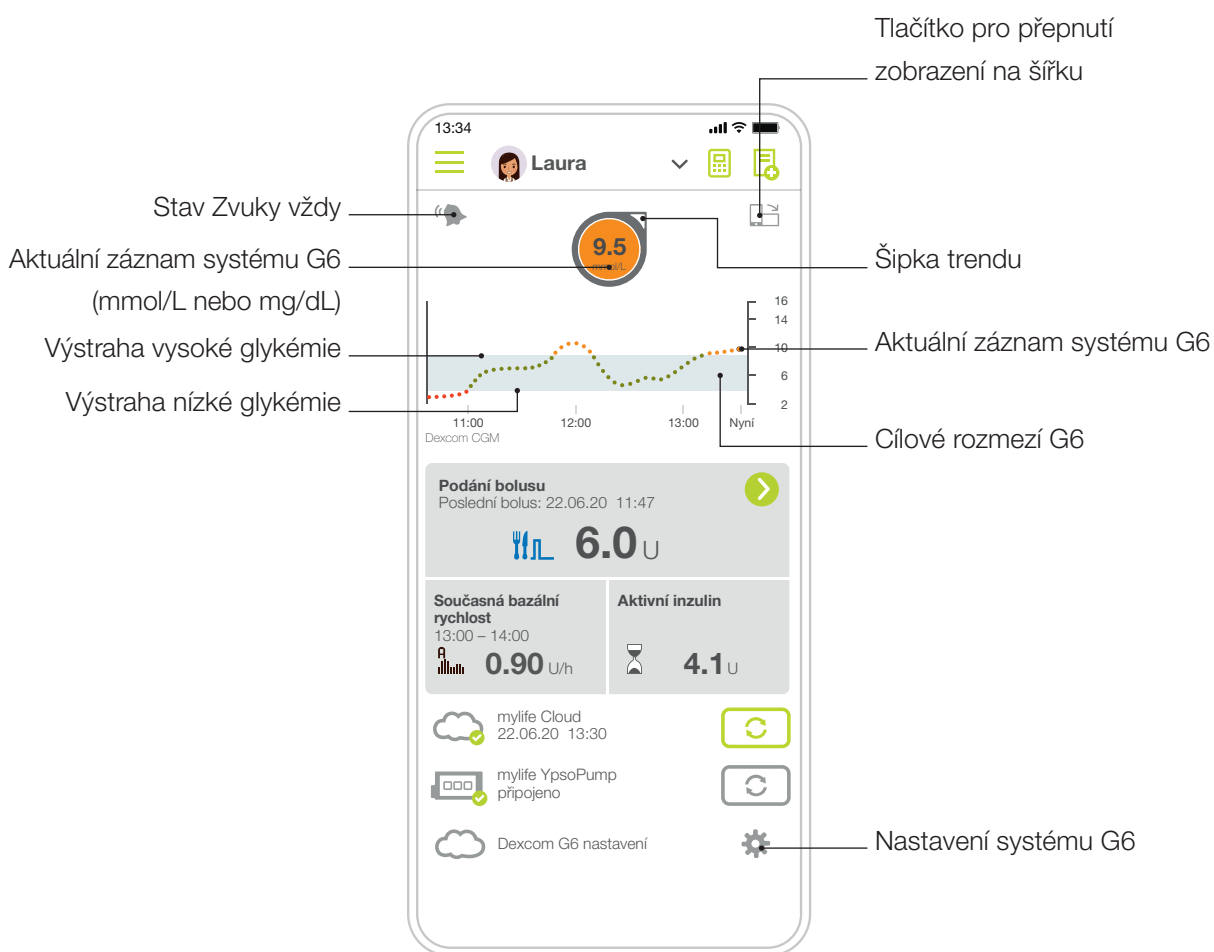 Tlačítko pro přepnutí
zobrazení na šířku
13:34
Laura
Stav Zvuky vždy
9.5
mmol/L
Aktuální záznam systému G6
(mmol/L nebo mg/dL)
Šipka trendu
Výstraha vysoké glykémie
Výstraha nízké glykémie
16
14
10
6
2
Aktuální záznam systému G6
Cílové rozmezí G6
11:00 12:00 13:00 Nyní
Dexcom CGM
Podání bolusu
Poslední bolus: 22.06.20 11:47
6.0 U
Současná bazální
rychlost
13:00 – 14:00
A
0.90 U/h
Aktivní inzulin
4.1 U
mylife Cloud
22.06.20 13:30
mylife YpsoPump
připojeno
Dexcom G6 nastavení
Nastavení systému G6